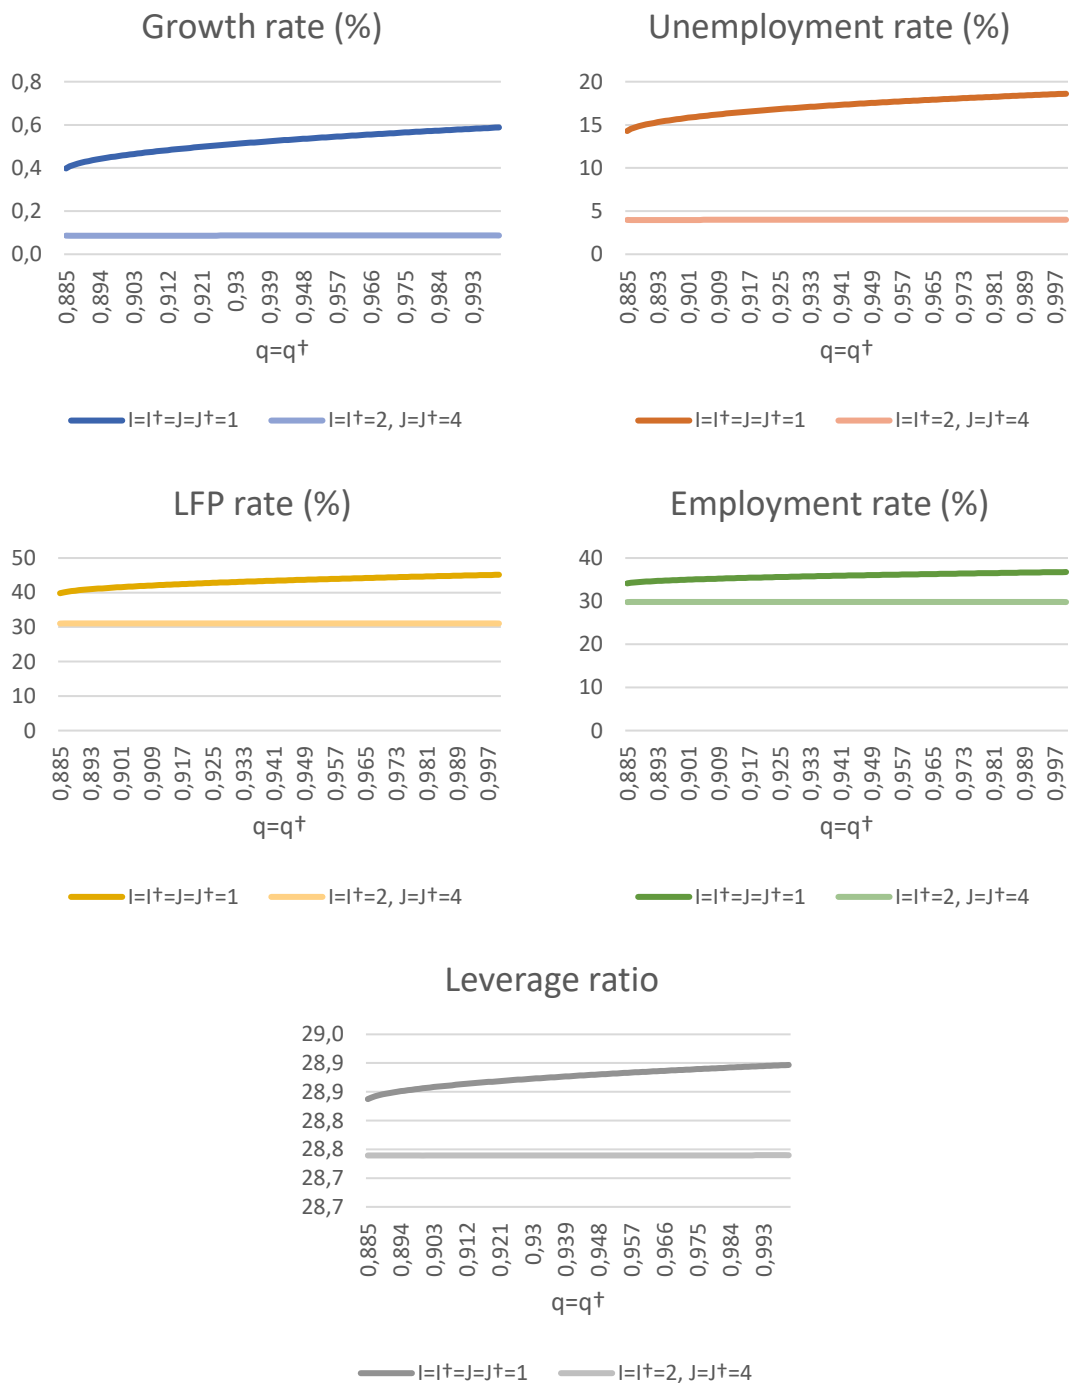 Growth rate (%)
0,8
0,6
0,4
0,2
0,0
0,885 0,894 0,903 0,912 0,921 0,93 0,939 0,948 0,957 0,966 0,975 0,984 0,993
q=q†
I=I†=J=J†=1 I=I†=2, J=J†=4
Unemployment rate (%)
20
15
10
5
0
0,885 0,893 0,901 0,909 0,917 0,925 0,933 0,941 0,949 0,957 0,965 0,973 0,981 0,989 0,997
q=q†
I=I†=J=J†=1 I=I†=2, J=J†=4
LFP rate (%)
50
40
30
20
10
0
0,885 0,893 0,901 0,909 0,917 0,925 0,933 0,941 0,949 0,957 0,965 0,973 0,981 0,989 0,997
q=q†
I=I†=J=J†=1 I=I†=2, J=J†=4
Employment rate (%)
40
30
20
10
0
0,885 0,893 0,901 0,909 0,917 0,925 0,933 0,941 0,949 0,957 0,965 0,973 0,981 0,989 0,997
q=q†
I=I†=J=J†=1 I=I†=2, J=J†=4
Leverage ratio
29,0
28,9
28,9
28,8
28,8
28,7
28,7
0,885 0,894 0,903 0,912 0,921 0,93 0,939 0,948 0,957 0,966 0,975 0,984 0,993
q=q†
I=I†=J=J†=1 I=I†=2, J=J†=4